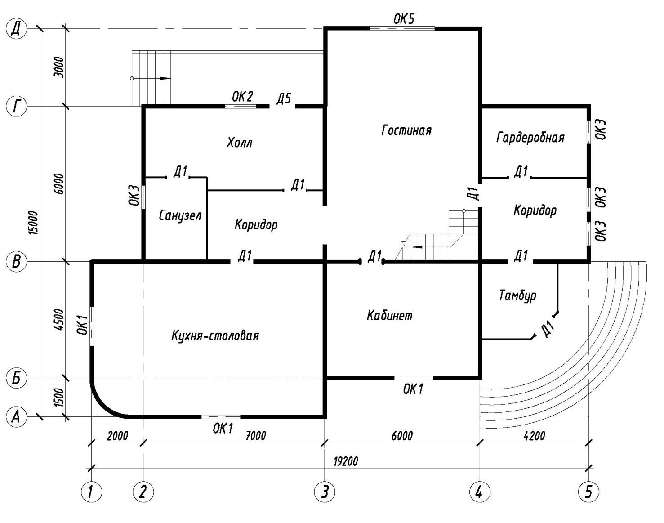 ОК5
Д
3000
ОК2
Д5
Г
Холл
Гостиная
Гардеробная
ОК3
Д1
Д1
Д1
6000
15000
ОК3
Санузел
Коридор
Д1
Коридор
ОК3
ОК3
Д1
Д1
Д1
В
Тамбур
4500
ОК1
Кухня-столовая
Кабинет
Д1
Б
ОК1
1500
А
ОК1
2000
7000
6000
4200
19200
1
2
3
4
5